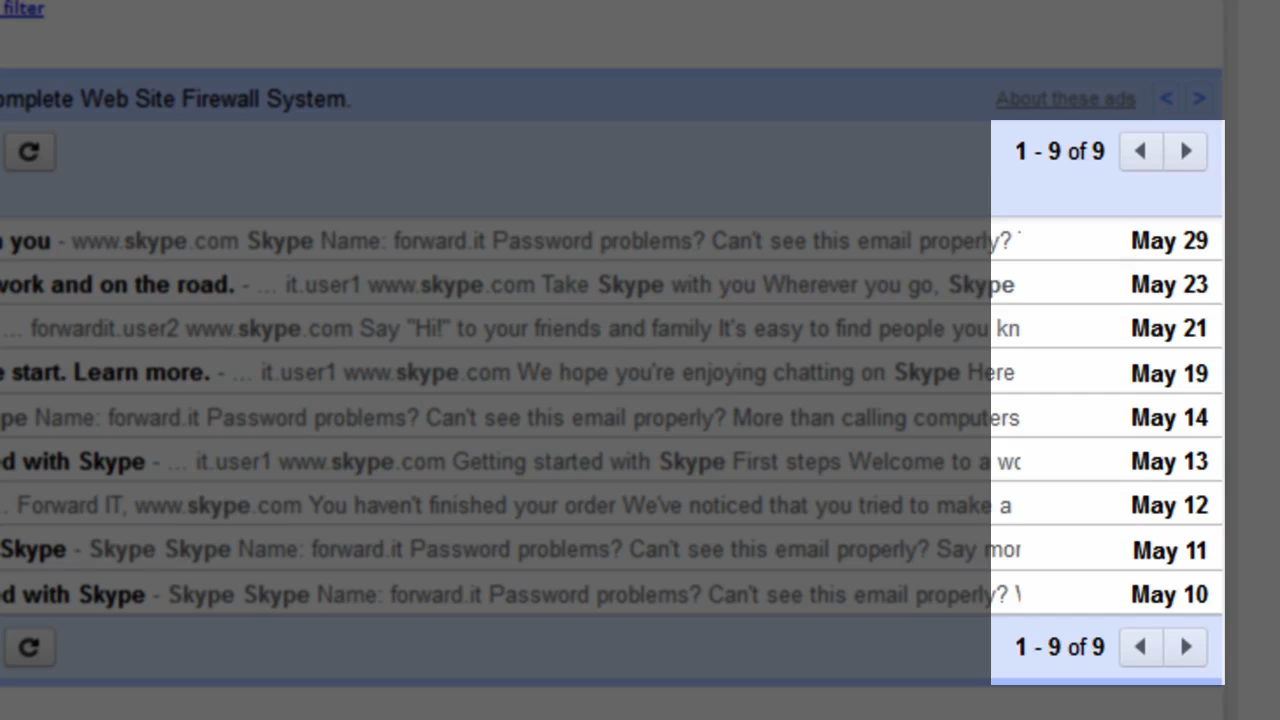 filter
omplete Web Site Firewall System. About these ads < >
1 - 9 of 9
you - www.skype.com Skype Name: forward.it Password problems? Can't see this email properly? May 29
work and on the road. - ... it.user1 www.skype.com Take Skype with you Wherever you go, Skype May 23
... forwardit.user2 www.skype.com Say "Hi!" to your friends and family It's easy to find people you kn May 21
e start. Learn more. - ... it.user1 www.skype.com We hope you're enjoying chatting on Skype Here May 19
pe Name: forward.it Password problems? Can't see this email properly? More than calling computers May 14
ed with Skype - ... it.user1 www.skype.com Getting started with Skype First steps Welcome to a wo May 13
. Forward IT, www.skype.com You haven't finished your order We've noticed that you tried to make a May 12
Skype - Skype Skype Name: forward.it Password problems? Can't see this email properly? Say mor May 11
ed with Skype - Skype Skype Name: forward.it Password problems? Can't see this email properly? May 10
1 - 9 of 9